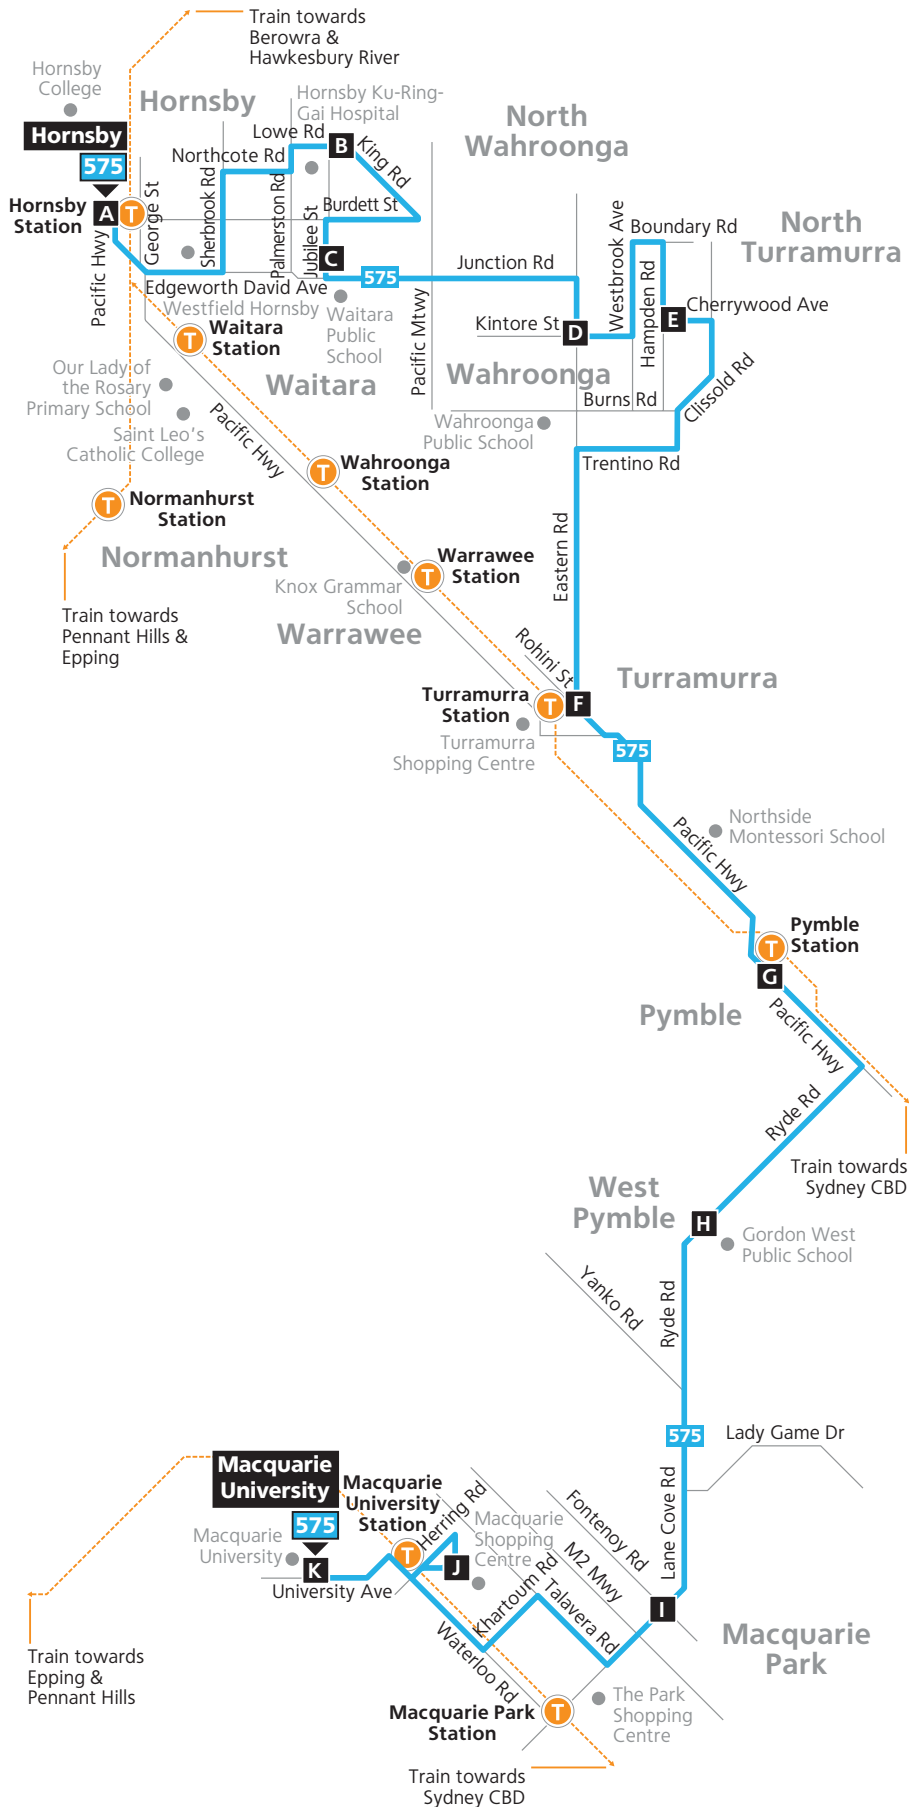 Train towards
Berowra &
Hawkesbury River
Hornsby
College
Hornsby
Hornsby Ku-Ring-
Gai Hospital
North
Wahroonga
Hornsby
575
Lowe Rd
B
King Rd
Northcote Rd
Hornsby
Station
A
T
George St
Sherbrook Rd
Palmerston Rd
Burdett St
Jubilee St
C
Pacific Hwy
Edgeworth David Ave
Westfield Hornsby
575
Junction Rd
Pacific Mtwy
Westbrook Ave
Boundary Rd
Hampden Rd
North
Turramurra
E
Cherrywood Ave
Kintore St
D
Clissold Rd
T
Waitara
Station
Waitara
Public
School
Waitara
Wahroonga
Burns Rd
Our Lady of
the Rosary
Primary School
Saint Leo's
Catholic College
Pacific Hwy
Wahroonga
Public School
Trentino Rd
T
Wahroonga
Station
T
Normanhurst
Station
Normanhurst
Eastern Rd
T
Warrawee
Station
Knox Grammar
School
Warrawee
Train towards
Pennant Hills &
Epping
Rohini St
Turramurra
Turramurra
Station
T
F
Turramurra
Shopping Centre
575
Northside
Montessori School
Pacific Hwy
Pymble
Station
T
G
Pymble
Pacific Hwy
Ryde Rd
Train towards
Sydney CBD
West
Pymble
H
Gordon West
Public School
Yanko Rd
Ryde Rd
575
Lady Game Dr
Lane Cove Rd
Macquarie
University
575
Macquarie
University
Station
T
Herring Rd
Macquarie
Shopping
Centre
Macquarie
University
K
University Ave
J
Khartoum Rd
Talavera Rd
Fontenoy Rd
M2 Mwy
I
Waterloo Rd
Macquarie
Park
Train towards
Epping &
Pennant Hills
Macquarie Park
Station
T
The Park
Shopping
Centre
Train towards
Sydney CBD